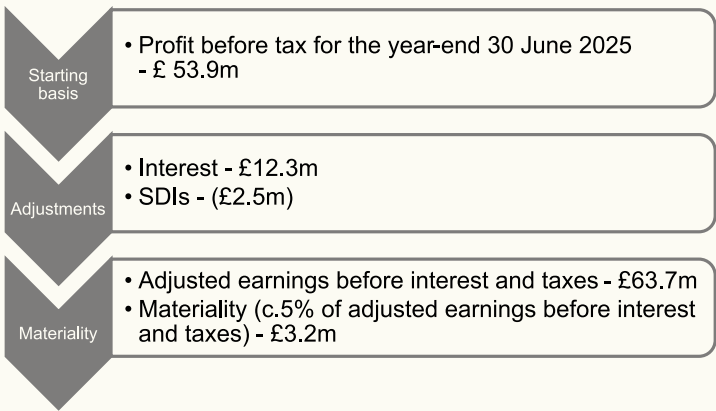 Starting
basis
• Profit before tax for the year-end 30 June 2025
- £ 53.9m
Adjustments
• Interest - £12.3m
• SDIs - (£2.5m)
Materiality
• Adjusted earnings before interest and taxes - £63.7m
• Materiality (c.5% of adjusted earnings before interest
and taxes) - £3.2m